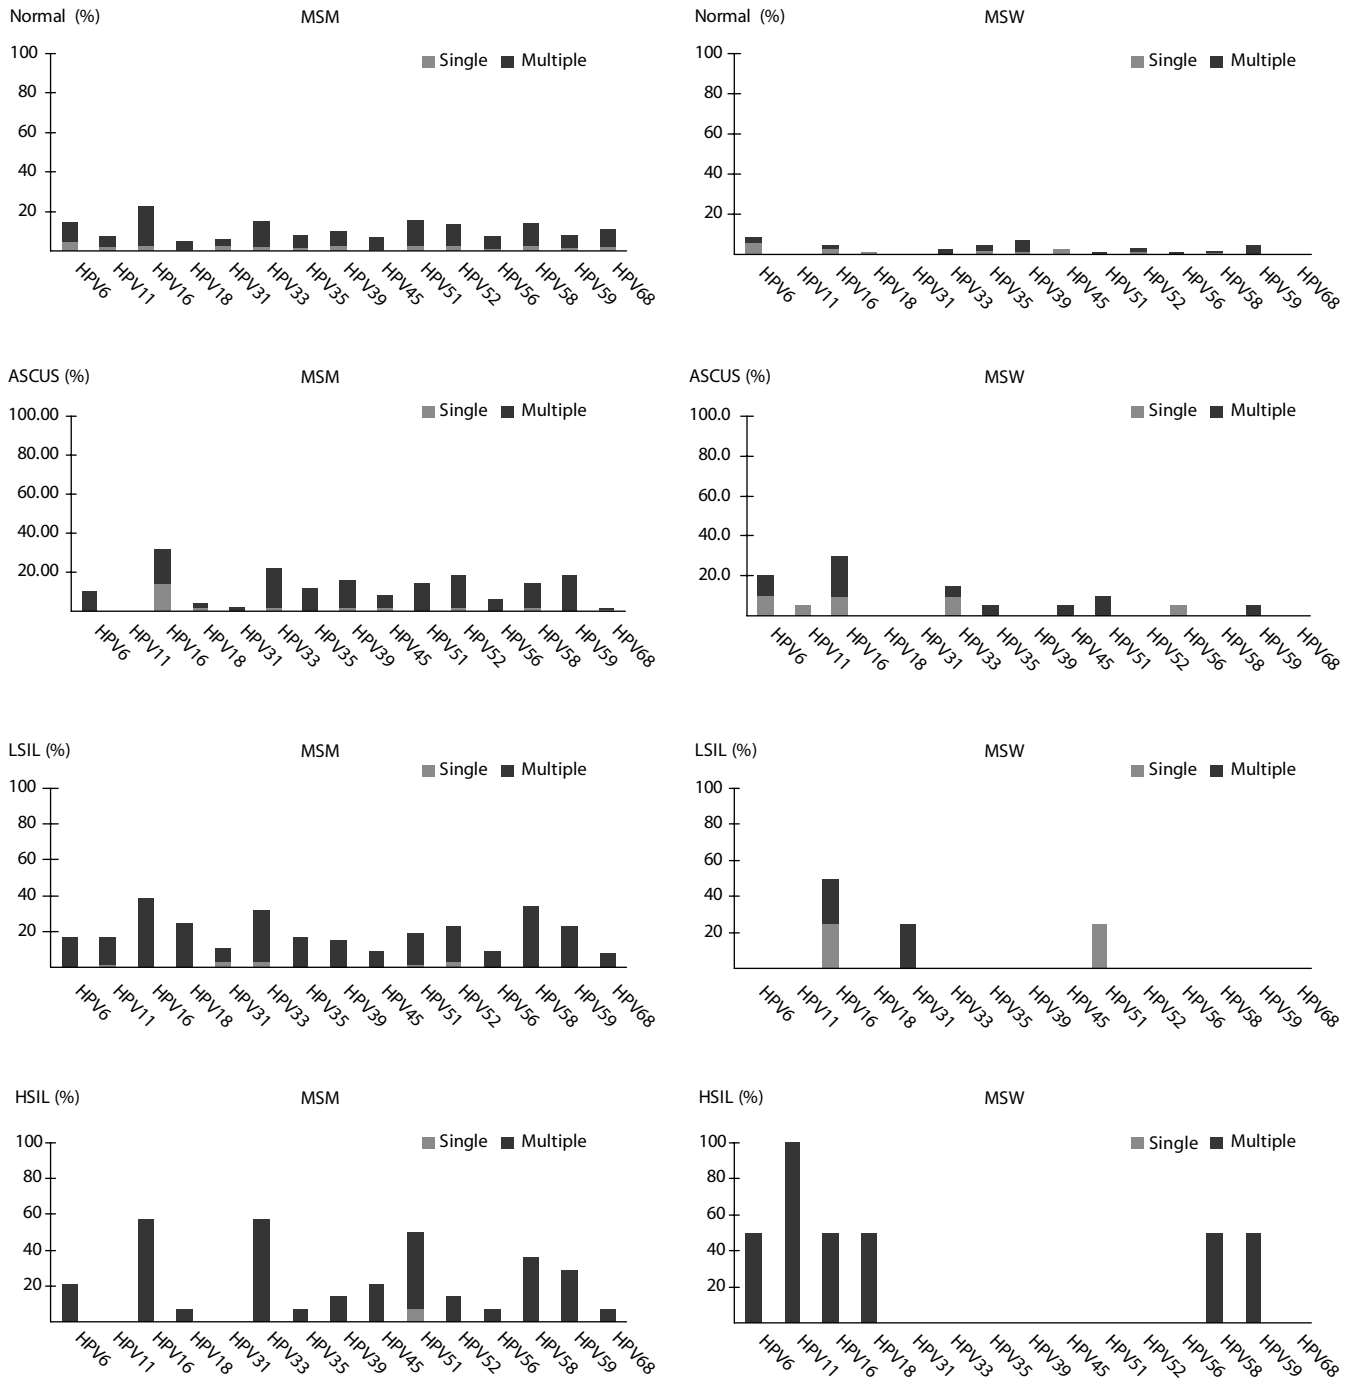 Normal (%) MSM
Single Multiple
100
80
60
40
20
HPV6 HPV11 HPV16 HPV18 HPV31 HPV33 HPV35 HPV39 HPV45 HPV51 HPV52 HPV56 HPV58 HPV59 HPV68
Normal (%) MSW
Single Multiple
100
80
60
40
20
HPV6 HPV11 HPV16 HPV18 HPV31 HPV33 HPV35 HPV39 HPV45 HPV51 HPV52 HPV56 HPV58 HPV59 HPV68
ASCUS (%) MSM
Single Multiple
100.00
80.00
60.00
40.00
20.00
HPV6 HPV11 HPV16 HPV18 HPV31 HPV33 HPV35 HPV39 HPV45 HPV51 HPV52 HPV56 HPV58 HPV59 HPV68
ASCUS (%) MSW
Single Multiple
100.0
80.0
60.0
40.0
20.0
HPV6 HPV11 HPV16 HPV18 HPV31 HPV33 HPV35 HPV39 HPV45 HPV51 HPV52 HPV56 HPV58 HPV59 HPV68
LSIL (%) MSM
Single Multiple
100
80
60
40
20
HPV6 HPV11 HPV16 HPV18 HPV31 HPV33 HPV35 HPV39 HPV45 HPV51 HPV52 HPV56 HPV58 HPV59 HPV68
LSIL (%) MSW
Single Multiple
100
80
60
40
20
HPV6 HPV11 HPV16 HPV18 HPV31 HPV33 HPV35 HPV39 HPV45 HPV51 HPV52 HPV56 HPV58 HPV59 HPV68
HSIL (%) MSM
Single Multiple
100
80
60
40
20
HPV6 HPV11 HPV16 HPV18 HPV31 HPV33 HPV35 HPV39 HPV45 HPV51 HPV52 HPV56 HPV58 HPV59 HPV68
HSIL (%) MSW
Single Multiple
100
80
60
40
20
HPV6 HPV11 HPV16 HPV18 HPV31 HPV33 HPV35 HPV39 HPV45 HPV51 HPV52 HPV56 HPV58 HPV59 HPV68